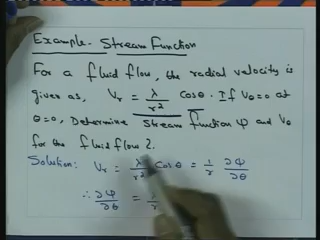 Example - Stream Function
For a fluid flow, the radial velocity is
given as, Vr = λ/r² Cosθ . If Vθ=0 at
θ=0, Determine Stream function ψ and Vθ
for the fluid flow?
Solution: Vr = λ/r² Cosθ = 1/r ∂ψ/∂θ
∴ ∂ψ/∂θ = 1/r